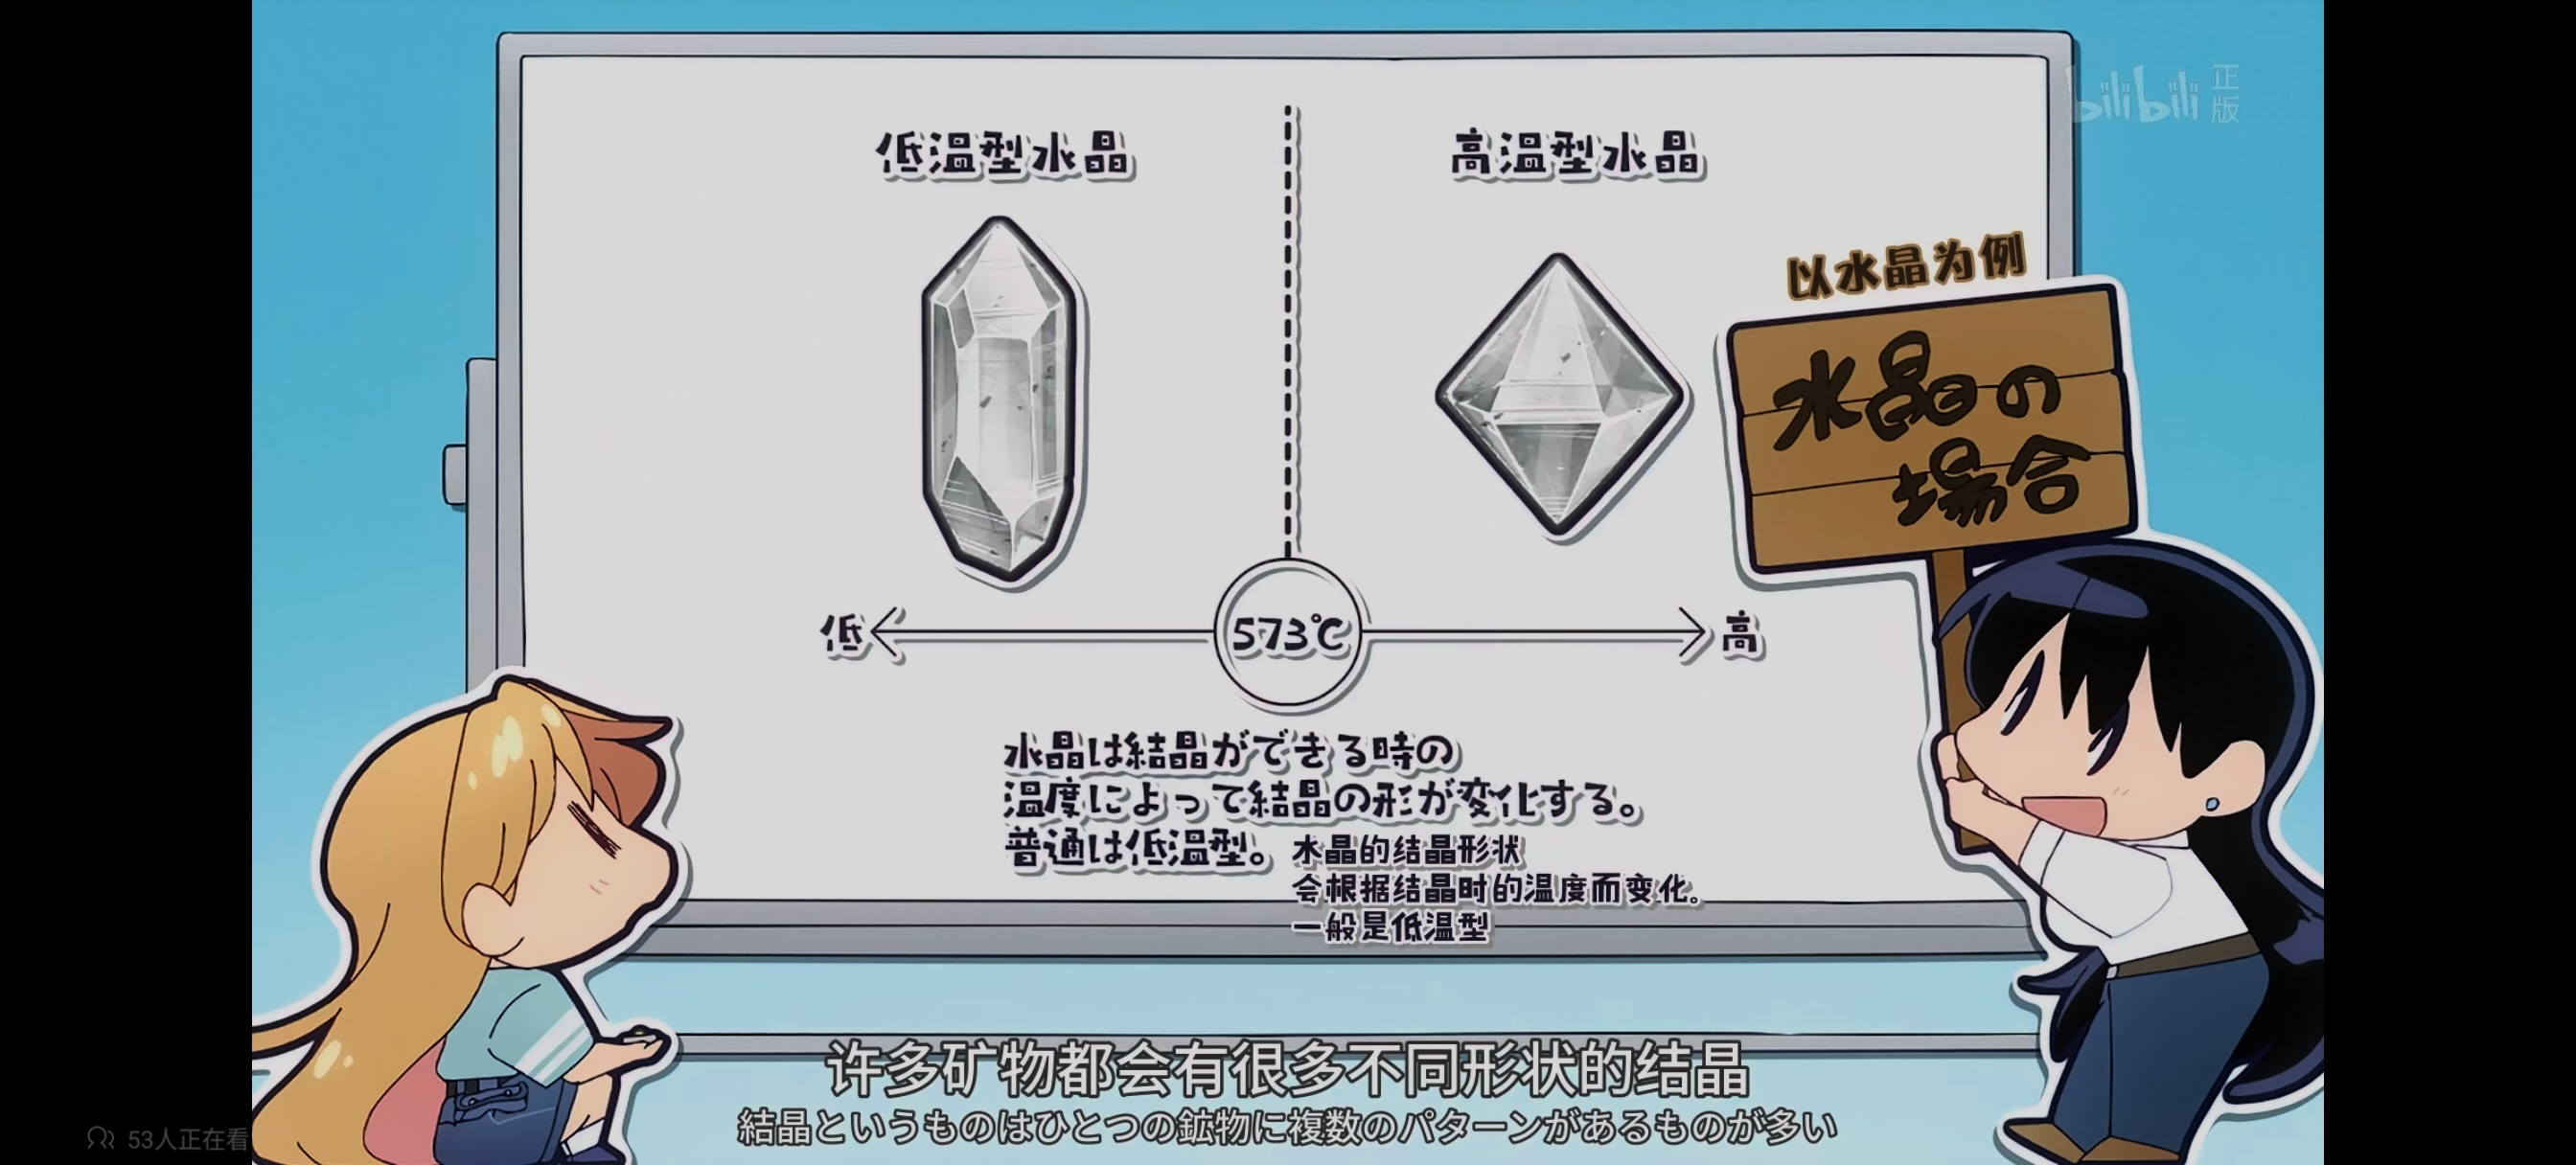 bilibili 正版
低温型水晶
高温型水晶
以水晶为例
水晶の
場合
低
573℃
高
水晶は結晶ができる時の
温度によって結晶の形が変化する。
普通は低温型。
水晶的结晶形状
会根据结晶时的温度而变化。
一般是低温型
许多矿物都会有很多不同形状的结晶
結晶というものはひとつの鉱物に複数のパターンがあるものが多い
53人正在看